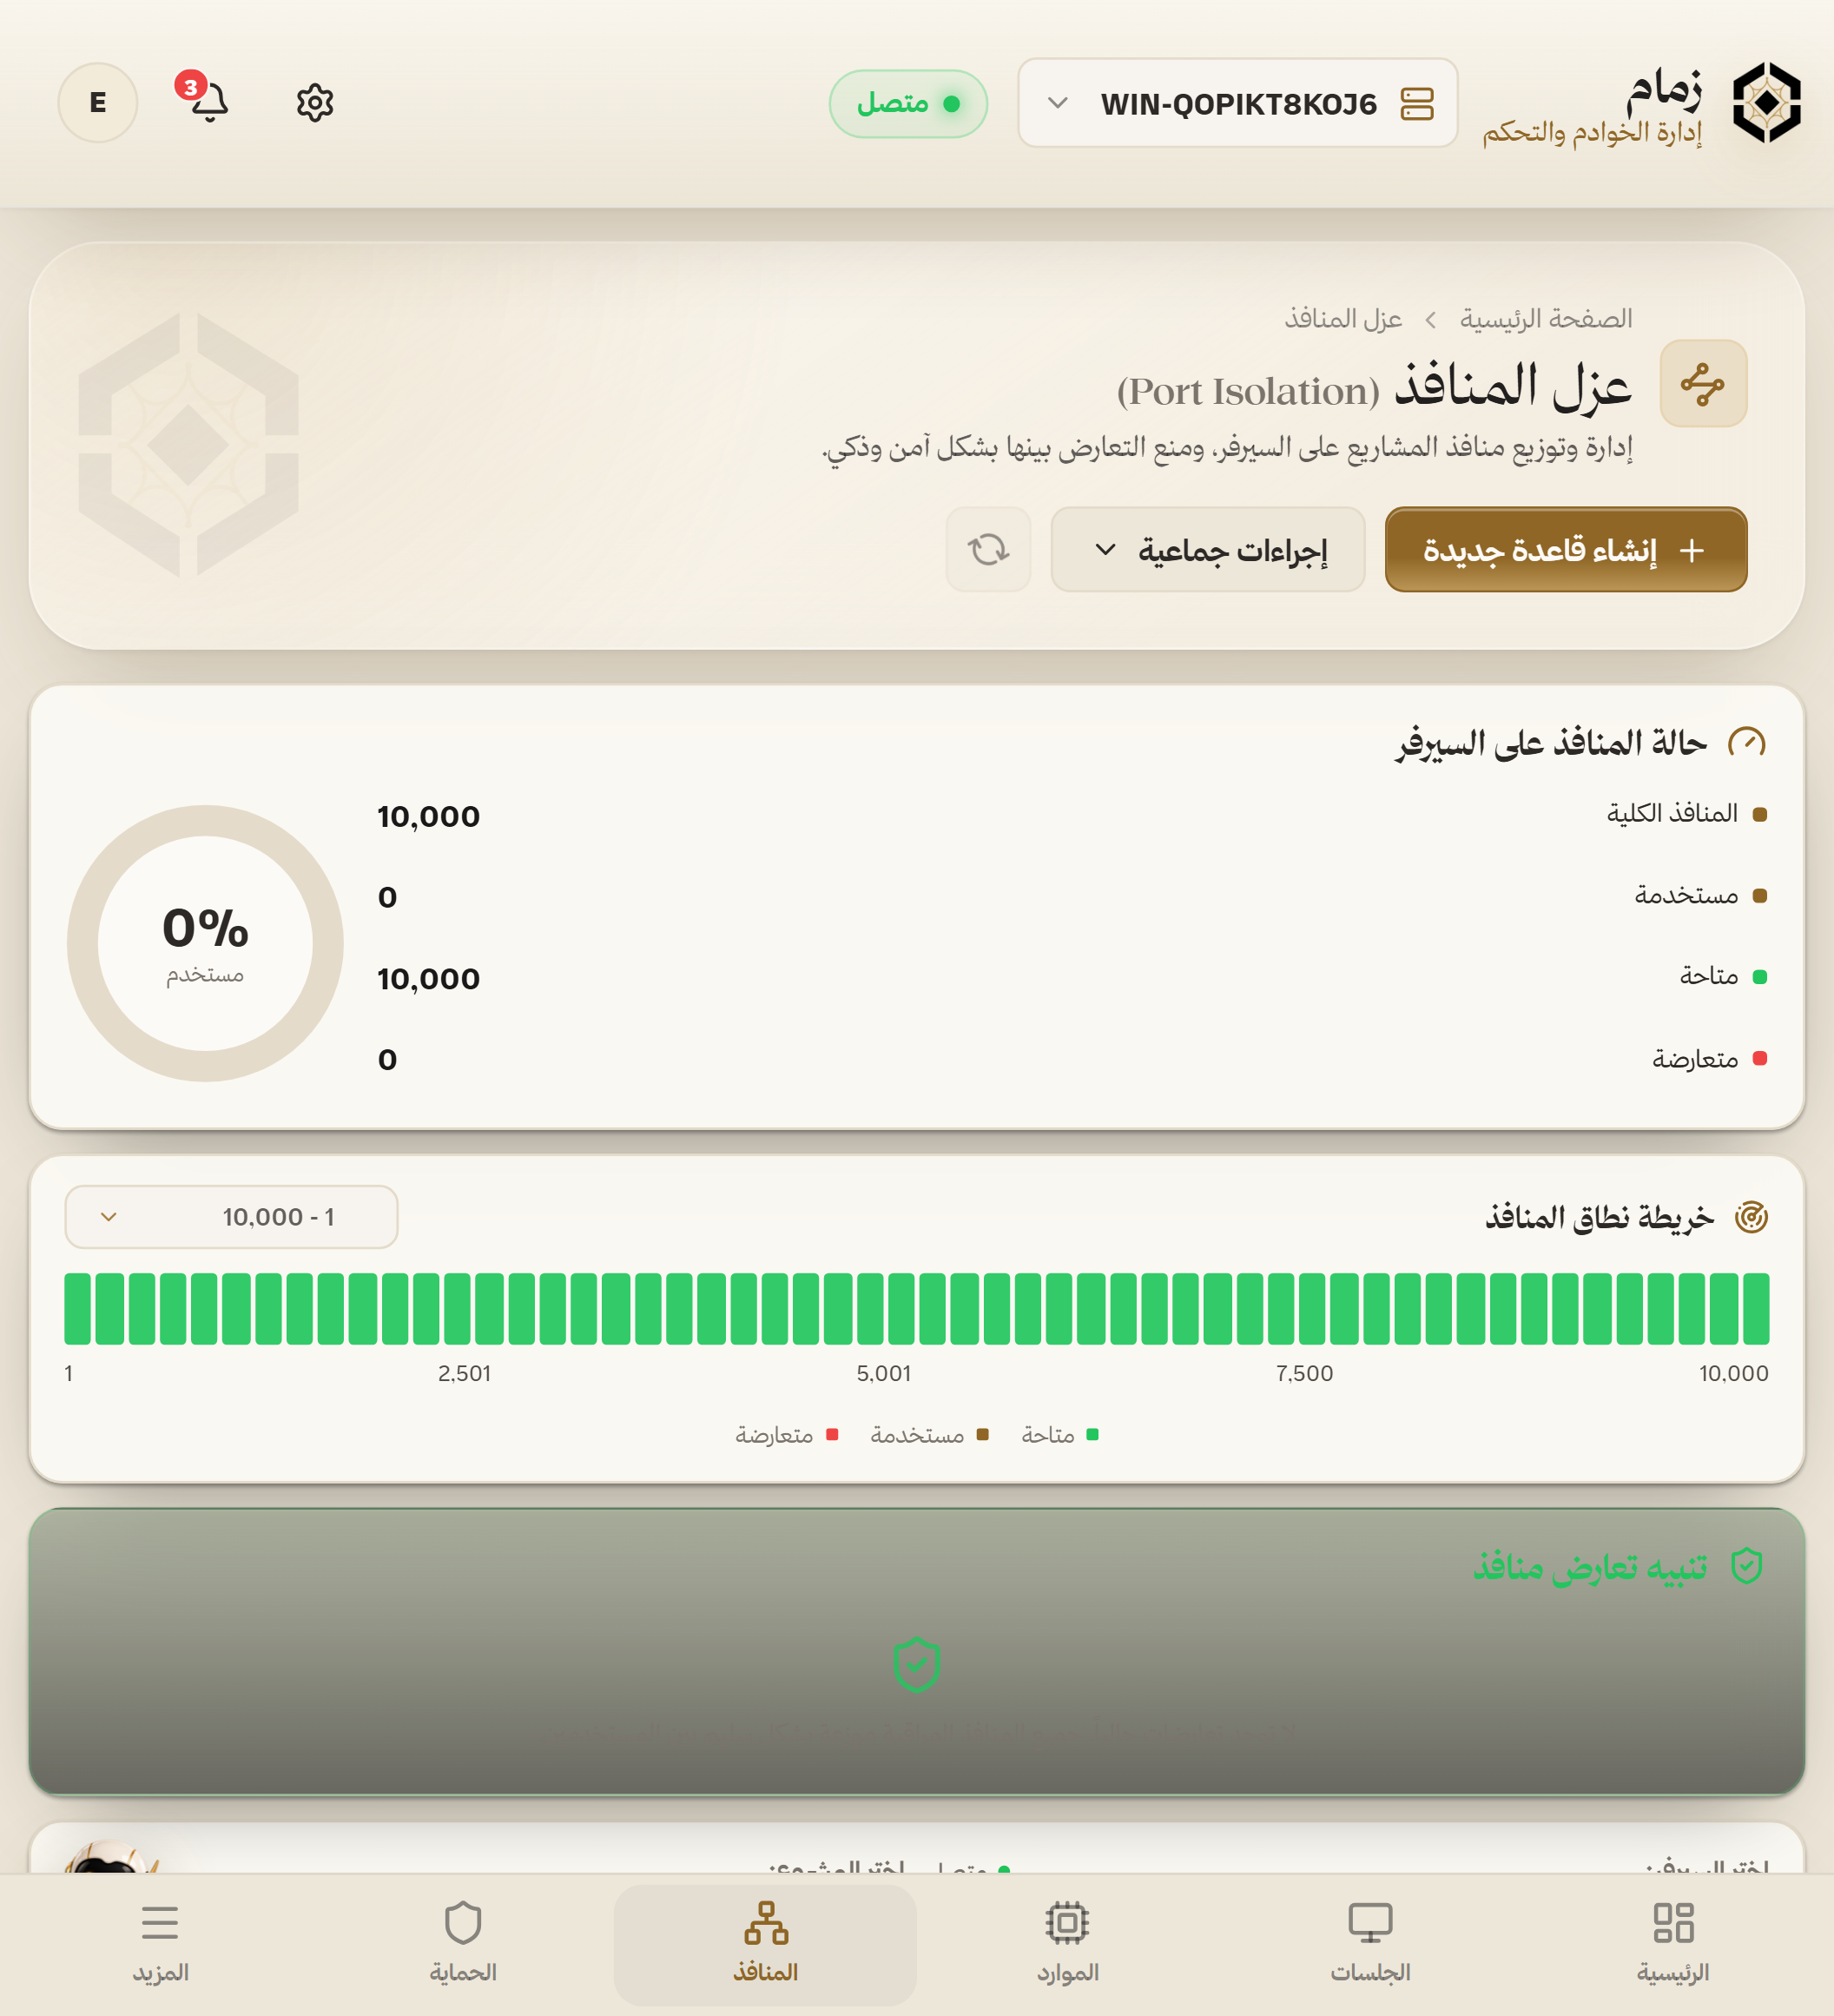 زمام
إدارة الخوادم والتحكم
WIN-QOPIKT8KOJ6
متصل
3
E
الصفحة الرئيسية
عزل المنافذ
عزل المنافذ (Port Isolation)
إدارة وتوزيع منافذ المشاريع على السيرفر، ومنع التعارض بينها بشكل آمن وذكي.
إنشاء قاعدة جديدة
إجراءات جماعية
حالة المنافذ على السيرفر
المنافذ الكلية 10,000
مستخدمة 0
متاحة 10,000
متعارضة 0
0%
مستخدم
خريطة نطاق المنافذ
1 - 10,000
1 2,501 5,001 7,500 10,000
متاحة مستخدمة متعارضة
تنبيه تعارض منافذ
الرئيسية
الجلسات
الموارد
المنافذ
الحماية
المزيد